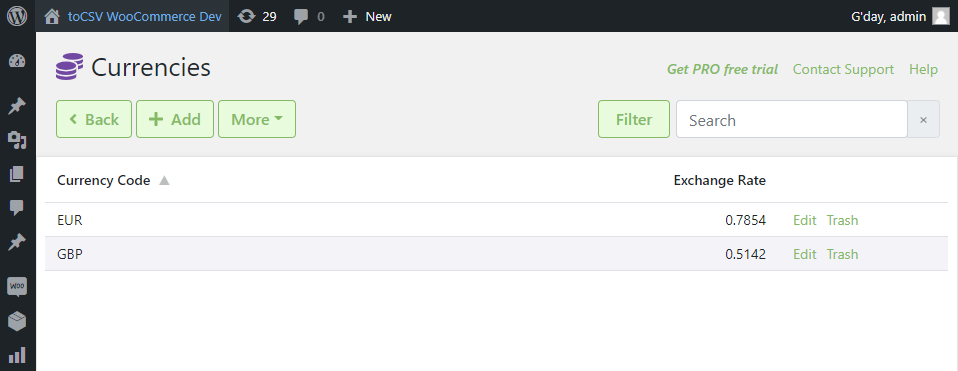 toCSV WooCommerce Dev 29 0 New G'day, admin
Currencies
Get PRO free trial Contact Support Help
Back Add More Filter Search ×
Currency Code Exchange Rate
EUR 0.7854 Edit Trash
GBP 0.5142 Edit Trash
Woo